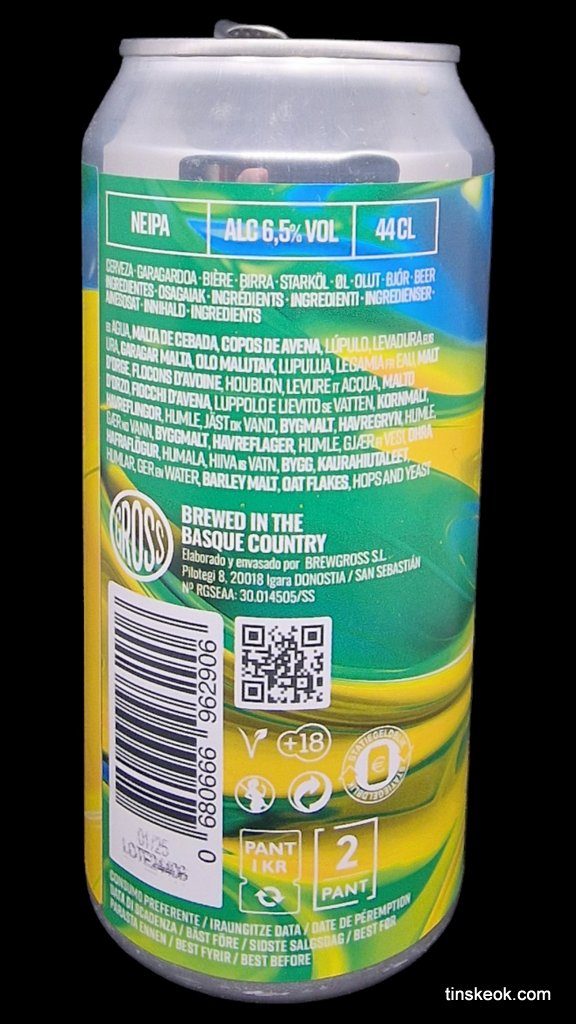 NEIPA
ALC 6,5% VOL
44 CL
CERVEZA · GARAGARDOA · BIÈRE · BIRRA · STARKÖL · ØL · OLUT · BJÓR · BEER
INGREDIENTES · OSAGAIAK · INGRÉDIENTS · INGREDIENTI · INGREDIENSER ·
AINEBOSAT · INNIHALD · INGREDIENTS
ES AGUA, MALTA DE CEBADA, COPOS DE AVENA, LÚPULO, LEVADURA EUS
URA, GARAGAR MALTA, OLO MALUTAK, LUPULUA, LEGAMIA FR EAU, MALT
D'ORGE, FLOCONS D'AVOINE, HOUBLON, LEVURE IT ACQUA, MALTO
D'ORZO, FIOCCHI D'AVENA, LUPPOLO E LIEVITO SE VATTEN, KORNMALT,
HAVREFLINGOR, HUMLE, JÄST DK VAND, BYGMALT, HAVREGRYN, HUMLE,
GJÆR NO VANN, BYGGMALT, HAVREFLAGER, HUMLE, GJÆR FI VESI, OHRA
HAFRAFLÖGUR, HUMALA, HIIVA IS VATN, BYGG, KAURAHIUTALEET,
HUMLAR, GER EN WATER, BARLEY MALT, OAT FLAKES, HOPS AND YEAST
GROSS
BREWED IN THE
BASQUE COUNTRY
Elaborado y envasado por BREWGROSS S.L.
Pilotegi 8, 20018 Igara DONOSTIA / SAN SEBASTIÁN
Nº RGSEAA: 30.014505/SS
0 680666 962906
+18
STATIEGELDBLIK
STATIEGELDBLIK
€
01/25
LOTE2406
PANT
1 KR
2
PANT
CONSUMO PREFERENTE / IRAUNGITZE DATA / DATE DE PÉREMPTION
DATA DI SCADENZA / BÄST FÖRE / SIDSTE SALGSDAG / BEST FØR
PARASTA ENNEN / BEST FYRIR / BEST BEFORE
tinskeok.com